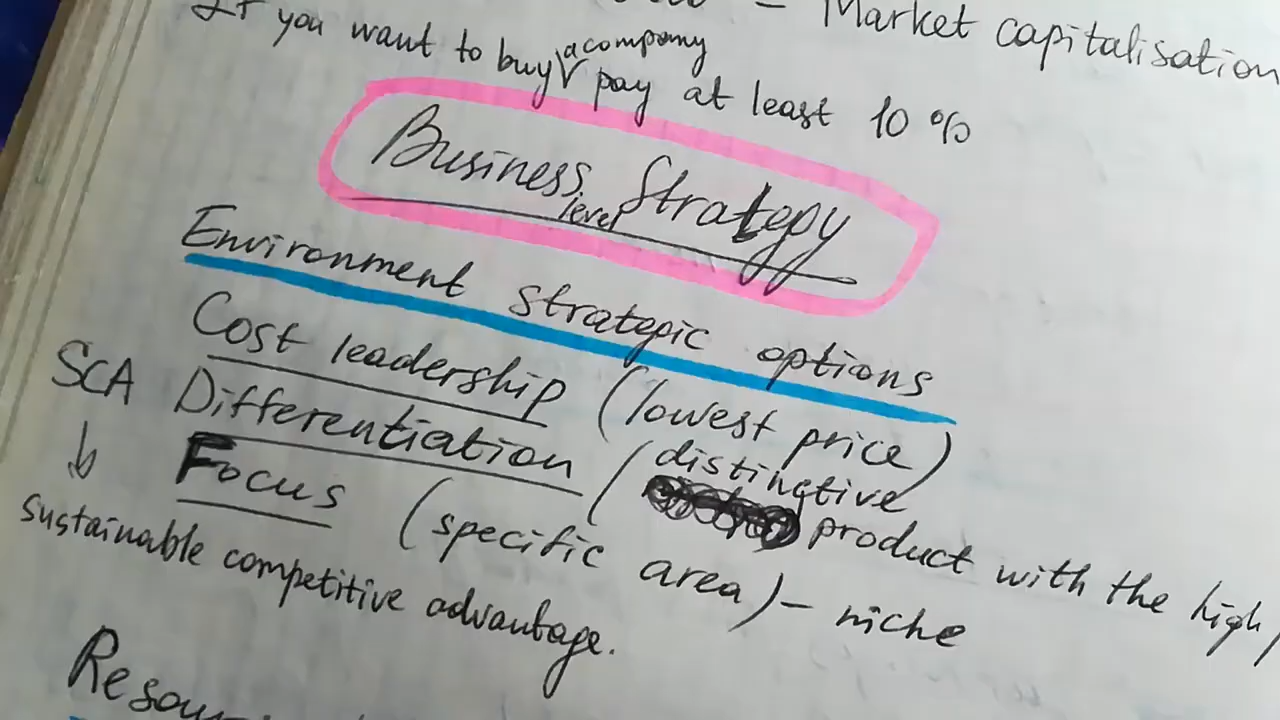 – Market capitalisation
If you want to buy a company pay at least 10 %
Business level Strategy
Environment strategic options
Cost leadership (lowest price)
SCA Differentiation (distinctive product with the high
Focus (specific area) – niche
sustainable competitive advantage.